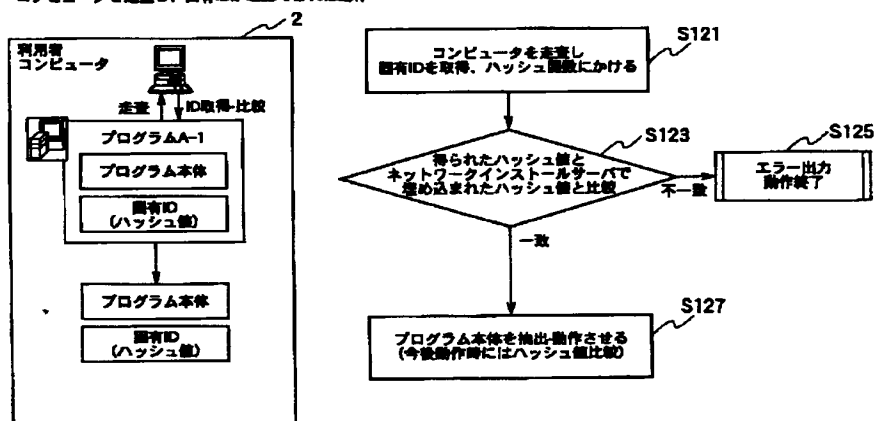 2
利用者
コンピュータ
走査
ID取得・比較
プログラムA-1
プログラム本体
固有ID
(ハッシュ値)
プログラム本体
固有ID
(ハッシュ値)
S121
コンピュータを走査し
固有IDを取得、ハッシュ関数にかける
S123
得られたハッシュ値と
ネットワークインストールサーバで
埋め込まれたハッシュ値と比較
不一致
S125
エラー出力
動作終了
一致
S127
プログラム本体を抽出・動作させる
(今後動作時にはハッシュ値比較)